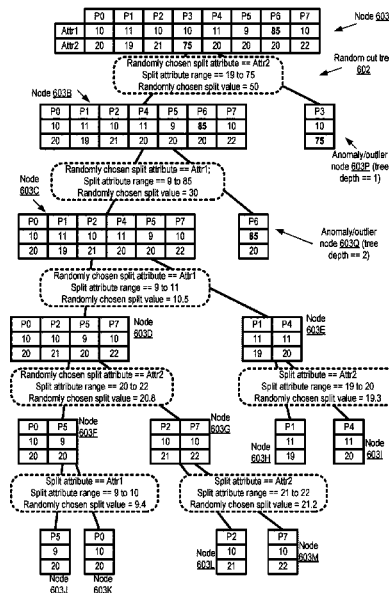 P0 P1 P2 P3 P4 P5 P6 P7
Node 603
Attr1 10 11 10 10 11 9 85 10
Attr2 20 19 21 75 20 20 20 22
Randomly chosen split attribute == Attr2
Split attribute range == 19 to 75
Randomly chosen split value = 50
Random cut tre
602
Node
603B
P0 P1 P2 P4 P5 P6 P7
10 11 10 11 9 85 10
20 19 21 20 20 20 22
P3
10
75
Randomly chosen split attribute == Attr1;
Split attribute range == 9 to 85
Randomly chosen split value = 30
Anomaly/outlier
node 603P (tree
depth == 1)
Node
603C
P0 P1 P2 P4 P5 P7
10 11 10 11 9 10
20 19 21 20 20 22
P6
85
20
Anomaly/outlier
node 603Q (tree
depth == 2)
Randomly chosen split attribute == Attr1
Split attribute range == 9 to 11
Randomly chosen split value = 10.5
P0 P2 P5 P7
10 10 9 10
20 21 20 22
Node
603D
P1 P4
11 11
19 20
Node
603E
Randomly chosen split attribute == Attr2
Split attribute range == 20 to 22
Randomly chosen split value = 20.8
Split attribute == Attr2
Split attribute range == 19 to 20
Randomly chosen split value = 19.3
P0 P5
10 9
20 20
Node
603F
P2 P7
10 10
21 22
Node
603G
P1
11
19
Node
603H
P4
11
20
Node
603I
Split attribute == Attr1
Split attribute range == 9 to 10
Randomly chosen split value = 9.4
Split attribute == Attr2
Split attribute range == 21 to 22
Randomly chosen split value = 21.2
P5
9
20
Node
603J
P0
10
20
Node
603K
P2
10
21
Node
603L
P7
10
22
Node
603M